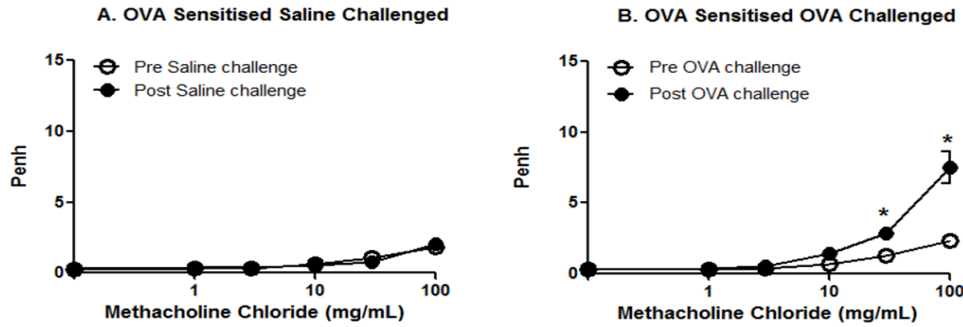 A. OVA Sensitised Saline Challenged
Pre Saline challenge
Post Saline challenge
15
10
5
0
Penh
1
10
100
Methacholine Chloride (mg/mL)
B. OVA Sensitised OVA Challenged
Pre OVA challenge
Post OVA challenge
15
10
5
0
Penh
*
*
1
10
100
Methacholine Chloride (mg/mL)